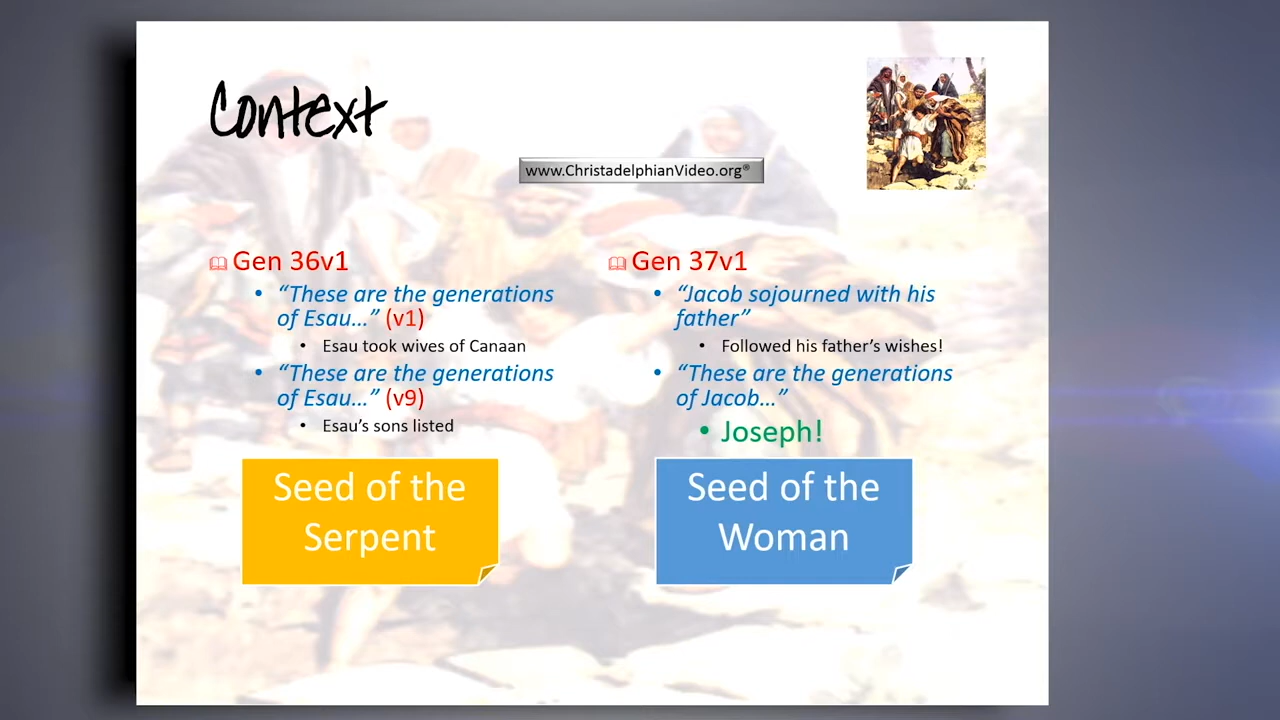 Context
www.ChristadelphianVideo.org®
Gen 36v1
• “These are the generations
of Esau…” (v1)
• Esau took wives of Canaan
• “These are the generations
of Esau…” (v9)
• Esau’s sons listed
Seed of the
Serpent
Gen 37v1
• “Jacob sojourned with his
father”
• Followed his father’s wishes!
• “These are the generations
of Jacob…”
• Joseph!
Seed of the
Woman